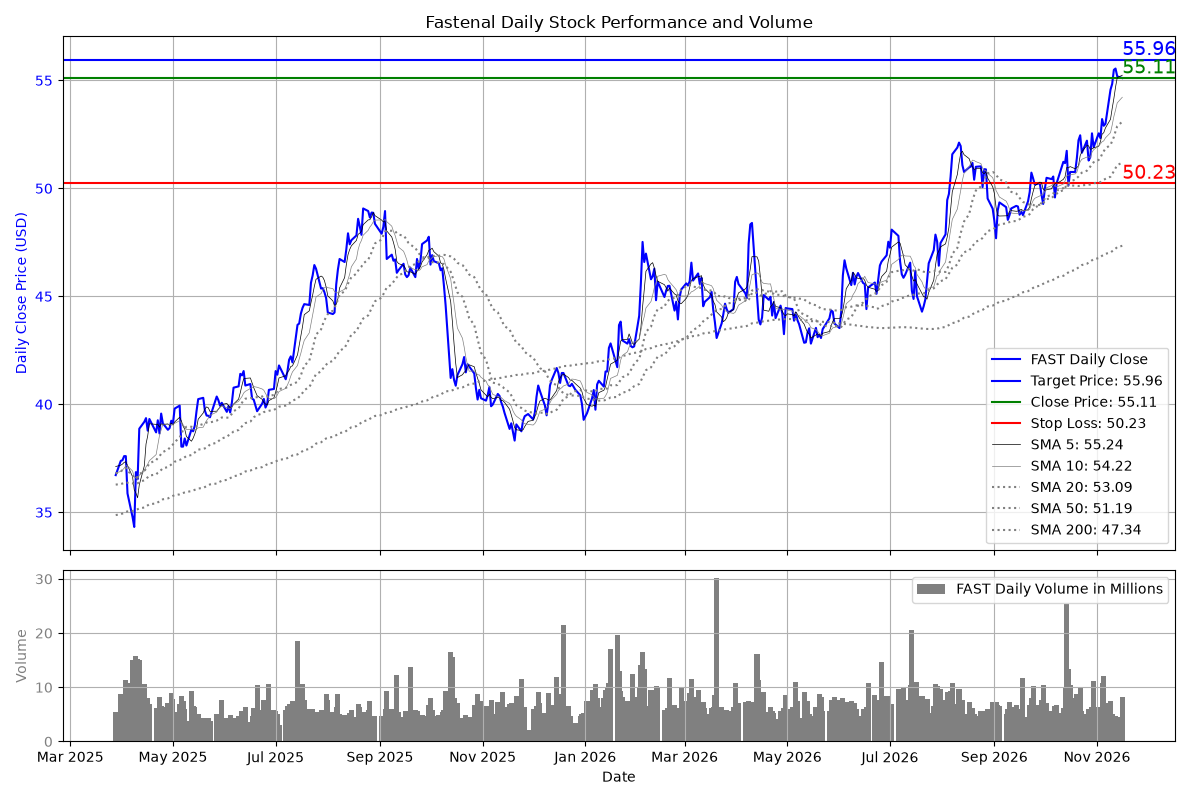 Fastenal Daily Stock Performance and Volume
55.96
55.11
50.23
55
50
45
40
35
Daily Close Price (USD)
FAST Daily Close
Target Price: 55.96
Close Price: 55.11
Stop Loss: 50.23
SMA 5: 55.24
SMA 10: 54.22
SMA 20: 53.09
SMA 50: 51.19
SMA 200: 47.34
FAST Daily Volume in Millions
30
20
10
0
Volume
Mar 2025 May 2025 Jul 2025 Sep 2025 Nov 2025 Jan 2026 Mar 2026 May 2026 Jul 2026 Sep 2026 Nov 2026
Date